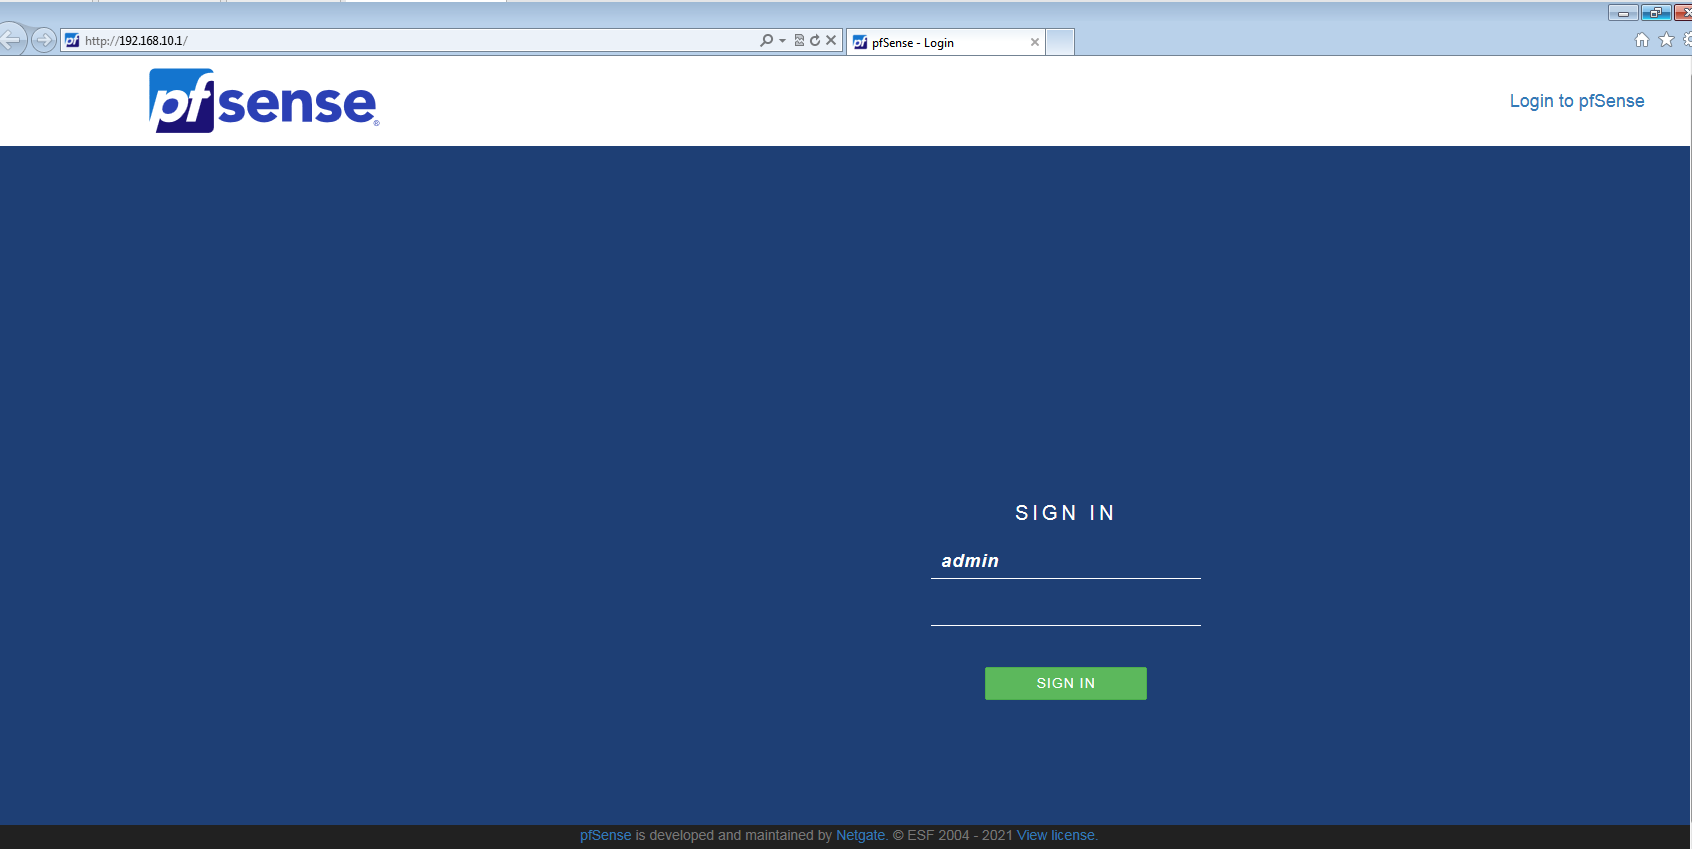 http://192.168.10.1/
pfSense - Login
pfsense®
Login to pfSense
SIGN IN
admin
SIGN IN
pfSense is developed and maintained by Netgate. © ESF 2004 - 2021 View license.